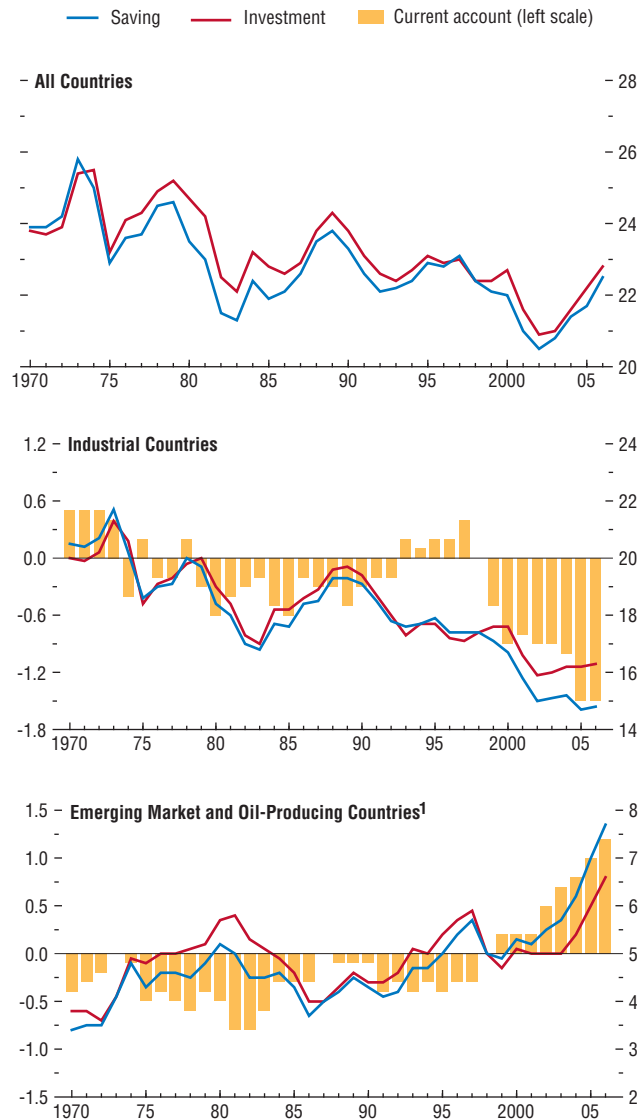 Saving Investment Current account (left scale)
All Countries
28
26
24
22
20
1970 75 80 85 90 95 2000 05
Industrial Countries
1.2 24
0.6 22
0.0 20
-0.6 18
-1.2 16
-1.8 14
1970 75 80 85 90 95 2000 05
Emerging Market and Oil-Producing Countries¹
1.5 8
1.0 7
0.5 6
0.0 5
-0.5 4
-1.0 3
-1.5 2
1970 75 80 85 90 95 2000 05